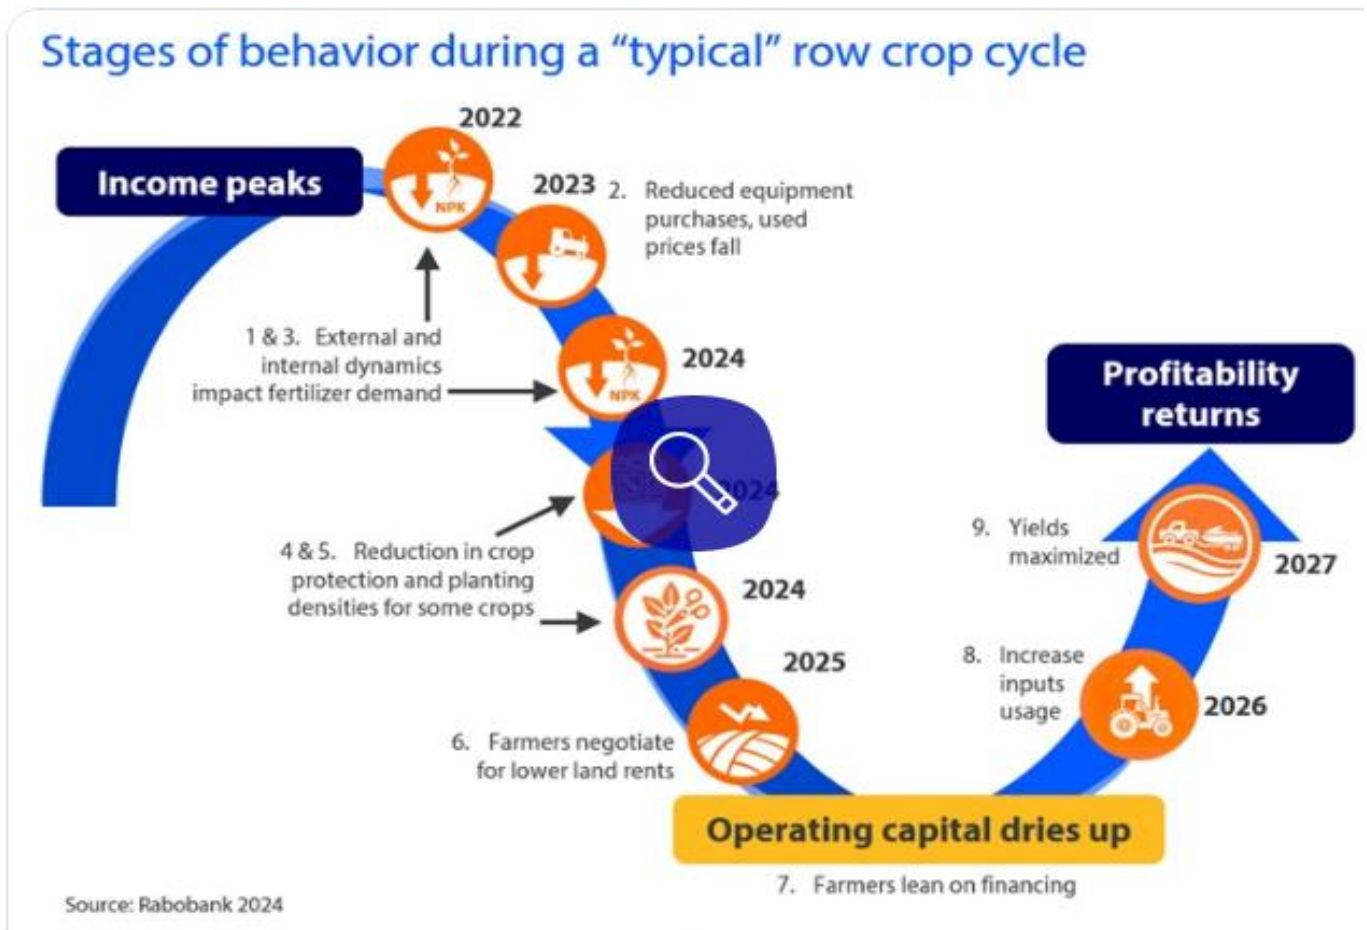 Stages of behavior during a “typical” row crop cycle
2022
Income peaks
NPK
2023
2. Reduced equipment
purchases, used
prices fall
1 & 3. External and
internal dynamics
impact fertilizer demand
2024
NPK
Profitability
returns
2024
4 & 5. Reduction in crop
protection and planting
densities for some crops
2024
9. Yields
maximized
2027
2025
8. Increase
inputs
usage
2026
6. Farmers negotiate
for lower land rents
Operating capital dries up
7. Farmers lean on financing
Source: Rabobank 2024